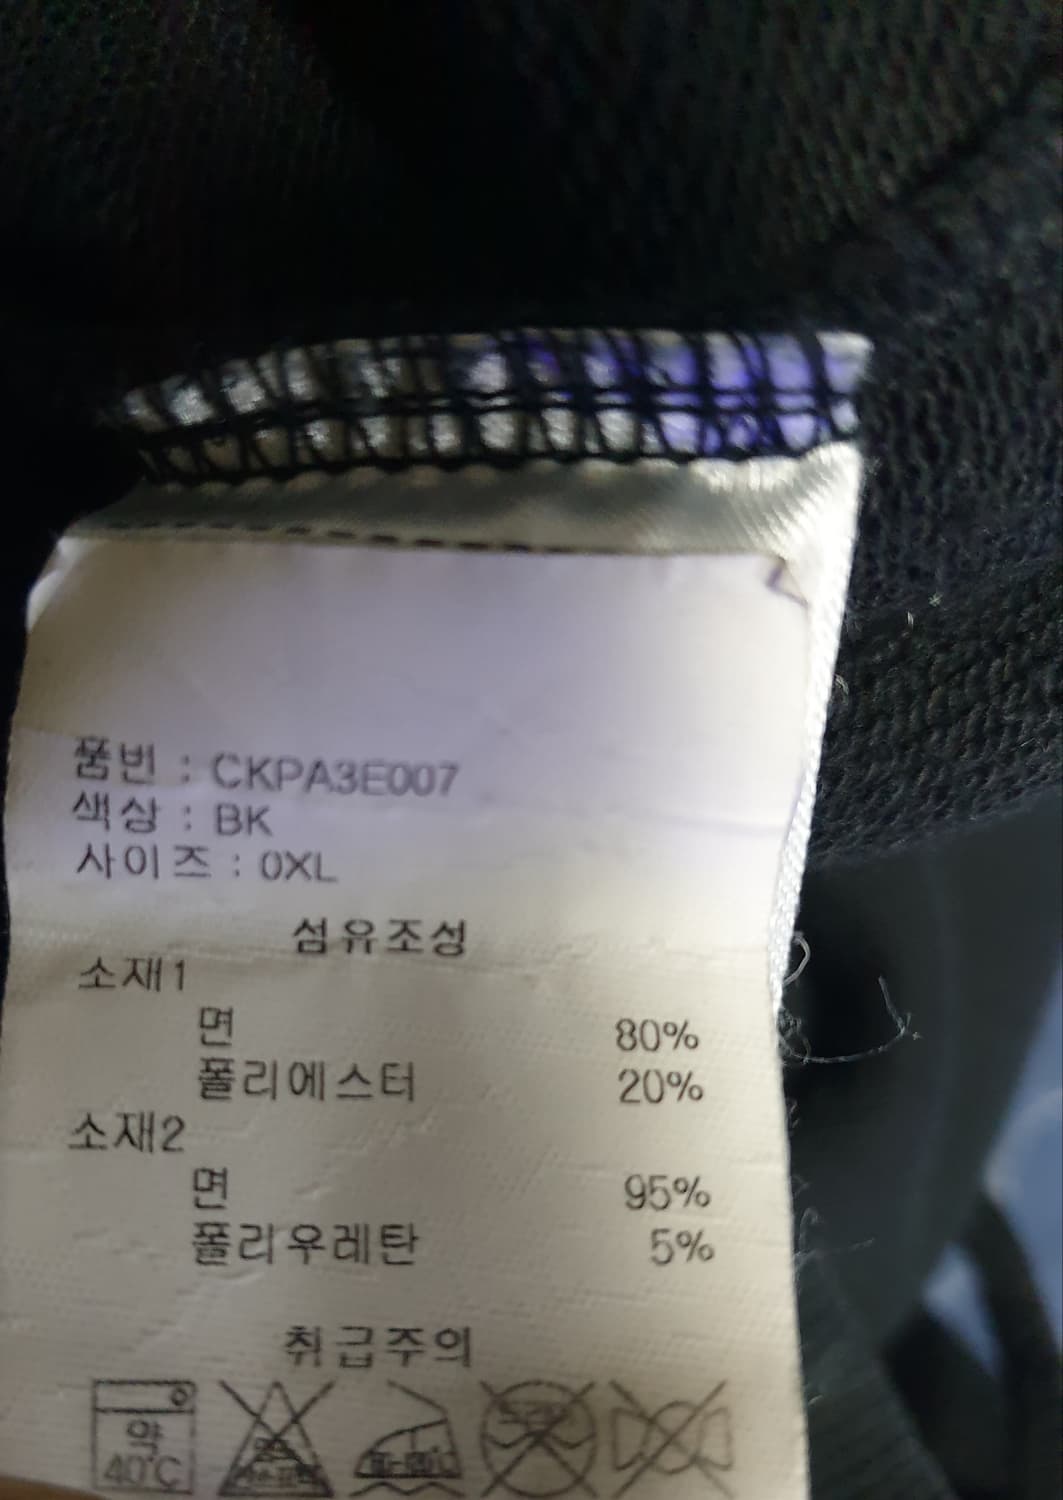 품번 : CKPA3E007
색상 : BK
사이즈 : 0XL
섬유조성
소재1
면 80%
폴리에스터 20%
소재2
면 95%
폴리우레탄 5%
취급주의
약
40℃